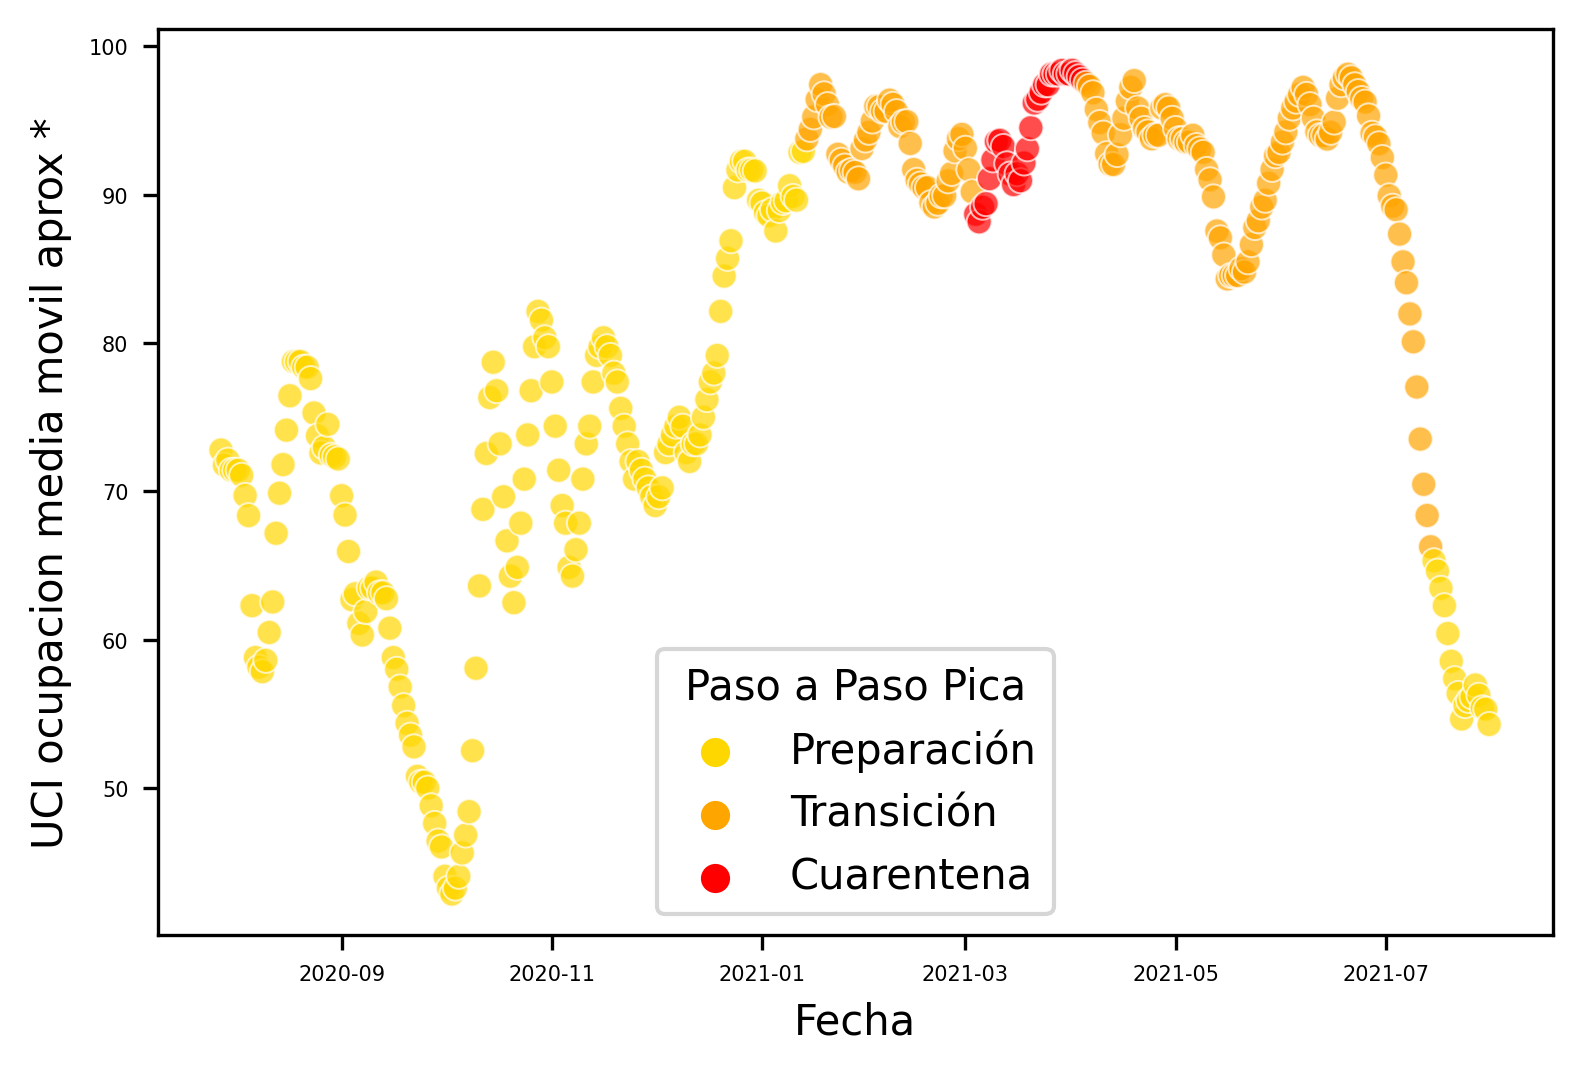 UCI ocupacion media movil aprox *
100
90
80
70
60
50
Paso a Paso Pica
Preparación
Transición
Cuarentena
2020-09 2020-11 2021-01 2021-03 2021-05 2021-07
Fecha